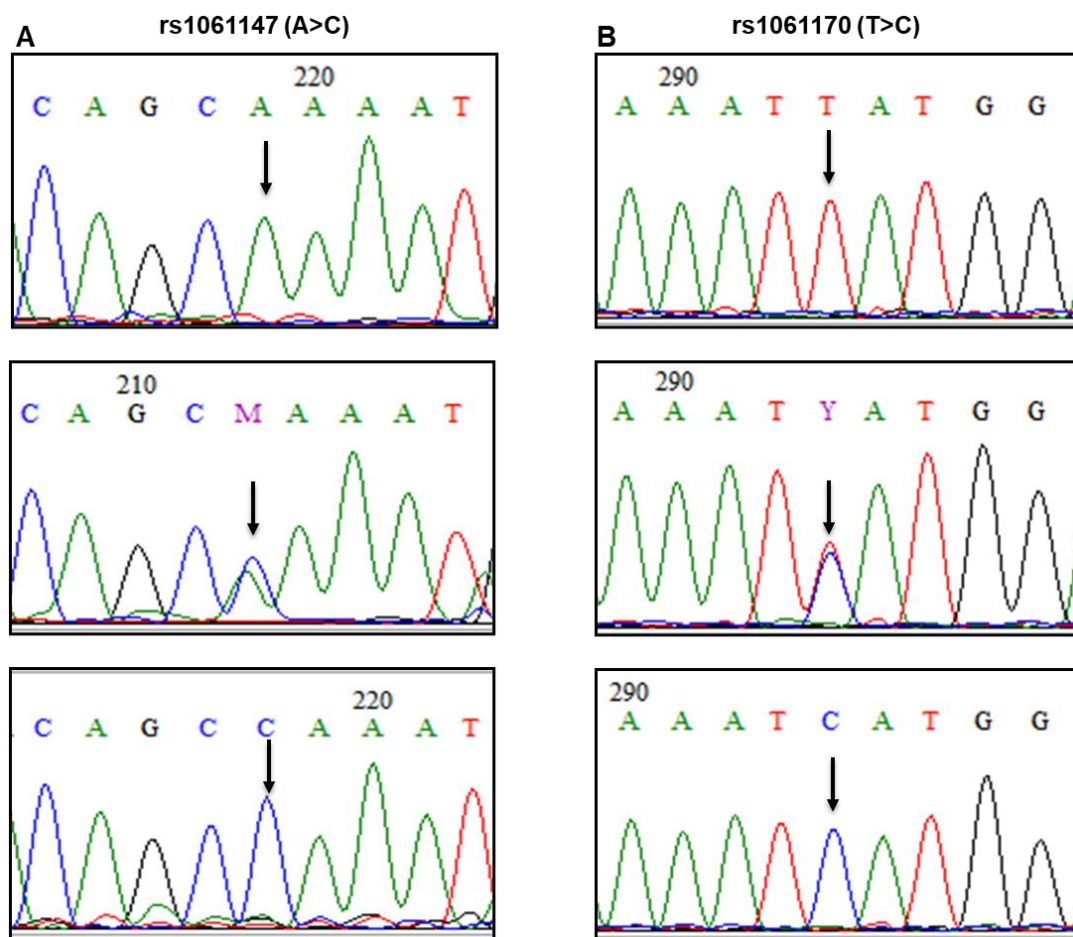 A rs1061147 (A>C)
220
C A G C A A A A T
210
C A G C M A A A T
220
C A G C C A A A T
B rs1061170 (T>C)
290
A A A T T A T G G
290
A A A T Y A T G G
290
A A A T C A T G G